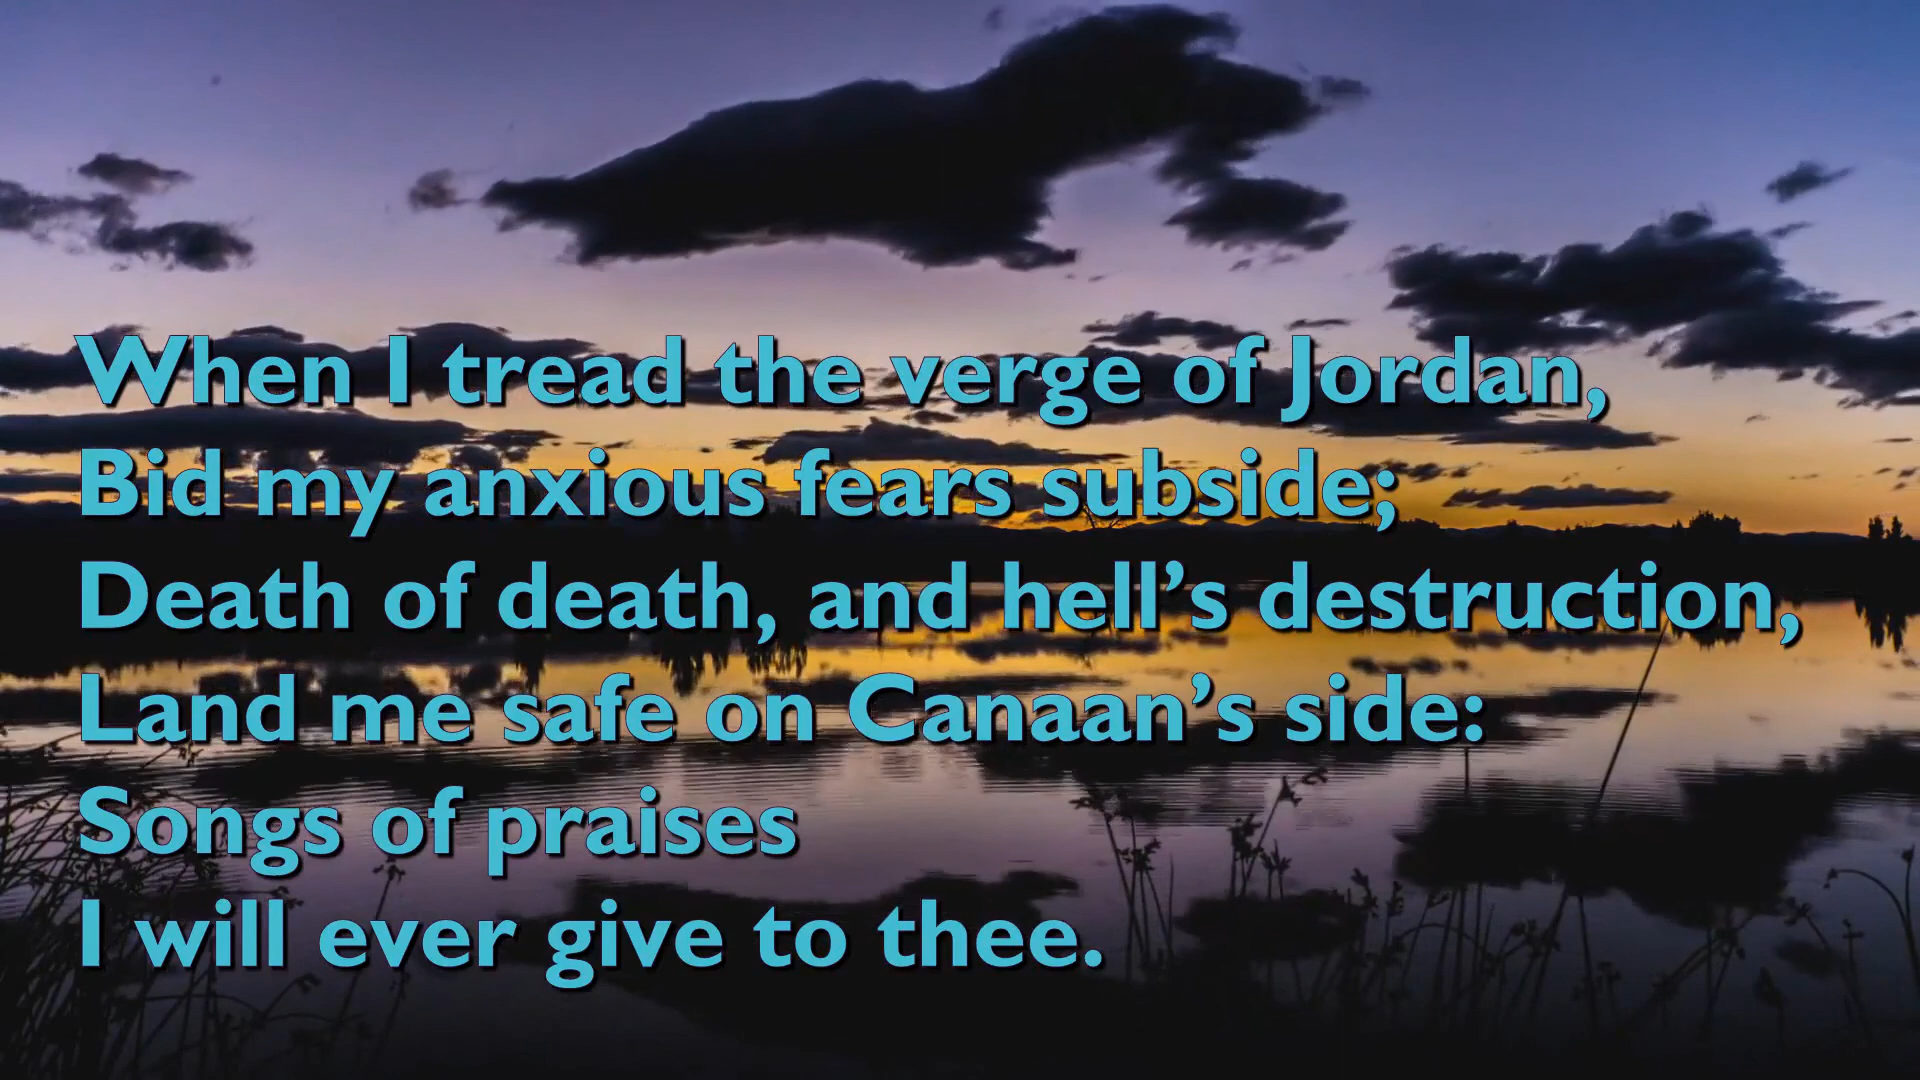 When I tread the verge of Jordan,
Bid my anxious fears subside;
Death of death, and hell’s destruction,
Land me safe on Canaan’s side:
Songs of praises
I will ever give to thee.